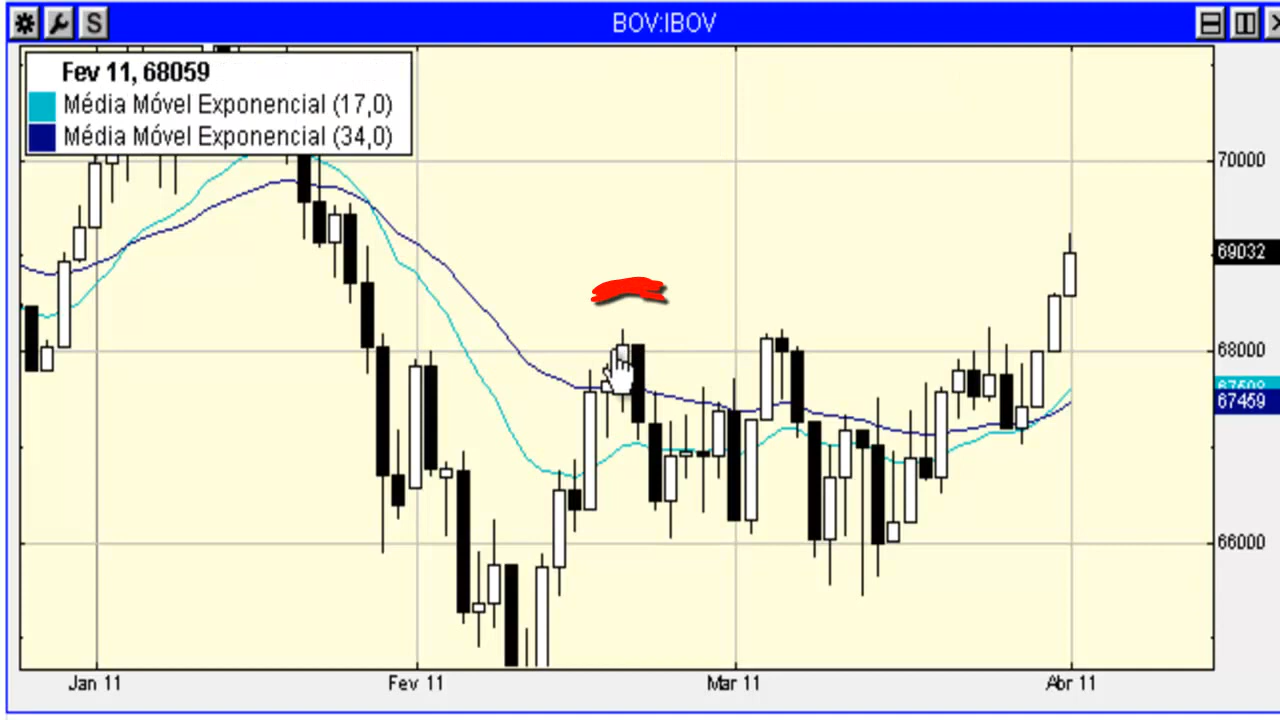 S
BOV:IBOV
Fev 11, 68059
Média Móvel Exponencial (17,0)
Média Móvel Exponencial (34,0)
70000
69032
68000
67459
66000
Jan 11
Fev 11
Mar 11
Abr 11